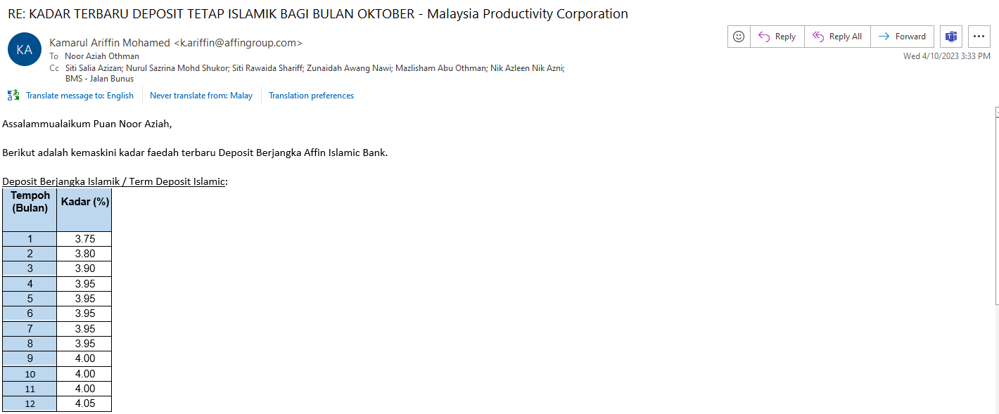 RE: KADAR TERBARU DEPOSIT TETAP ISLAMIK BAGI BULAN OKTOBER - Malaysia Productivity Corporation
KA
Kamarul Ariffin Mohamed <k.ariffin@affingroup.com>
Reply
Reply All
Forward
To Noor Aziah Othman
Wed 4/10/2023 3:33 PM
Cc Siti Salia Azizan; Nurul Sazrina Mohd Shukor; Siti Rawaida Shariff; Zunaidah Awang Nawi; Mazlisham Abu Othman; Nik Azleen Nik Azni;
BMS - Jalan Bunus
Translate message to: English
Never translate from: Malay
Translation preferences
Assalammualaikum Puan Noor Aziah,
Berikut adalah kemaskini kadar faedah terbaru Deposit Berjangka Affin Islamic Bank.
Deposit Berjangka Islamik / Term Deposit Islamic:
Tempoh
(Bulan)
Kadar (%)
1 3.75
2 3.80
3 3.90
4 3.95
5 3.95
6 3.95
7 3.95
8 3.95
9 4.00
10 4.00
11 4.00
12 4.05